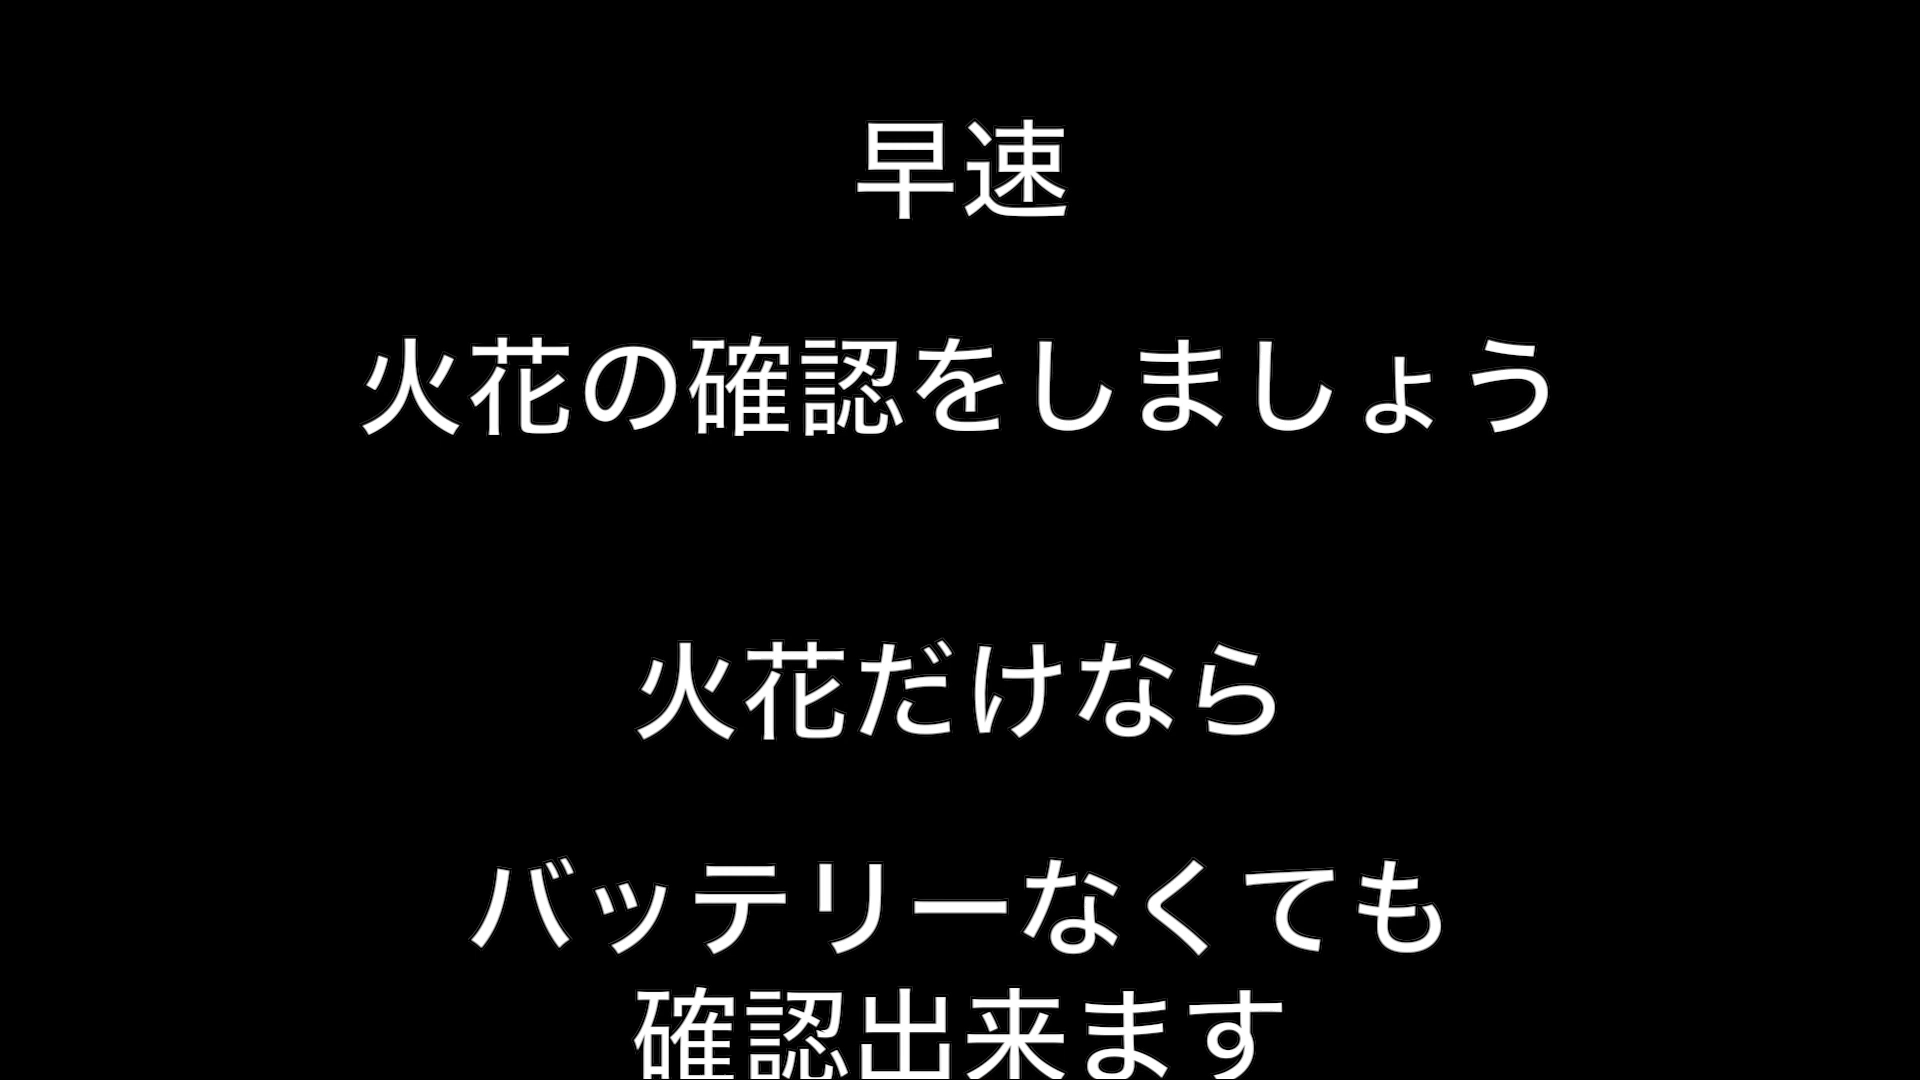 早速
火花の確認をしましょう
火花だけなら
バッテリーなくても
確認出来ます